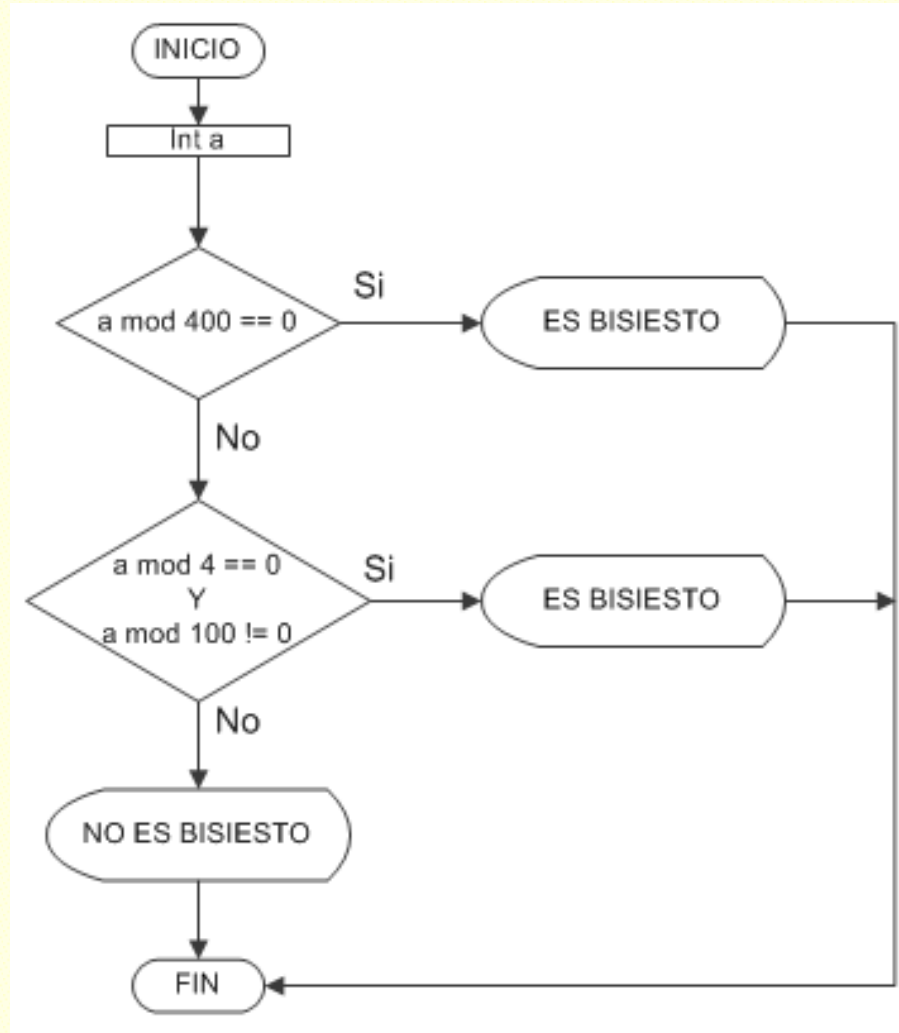 INICIO
Int a
a mod 400 == 0
Si
ES BISIESTO
No
a mod 4 == 0
Y
a mod 100 != 0
Si
ES BISIESTO
No
NO ES BISIESTO
FIN